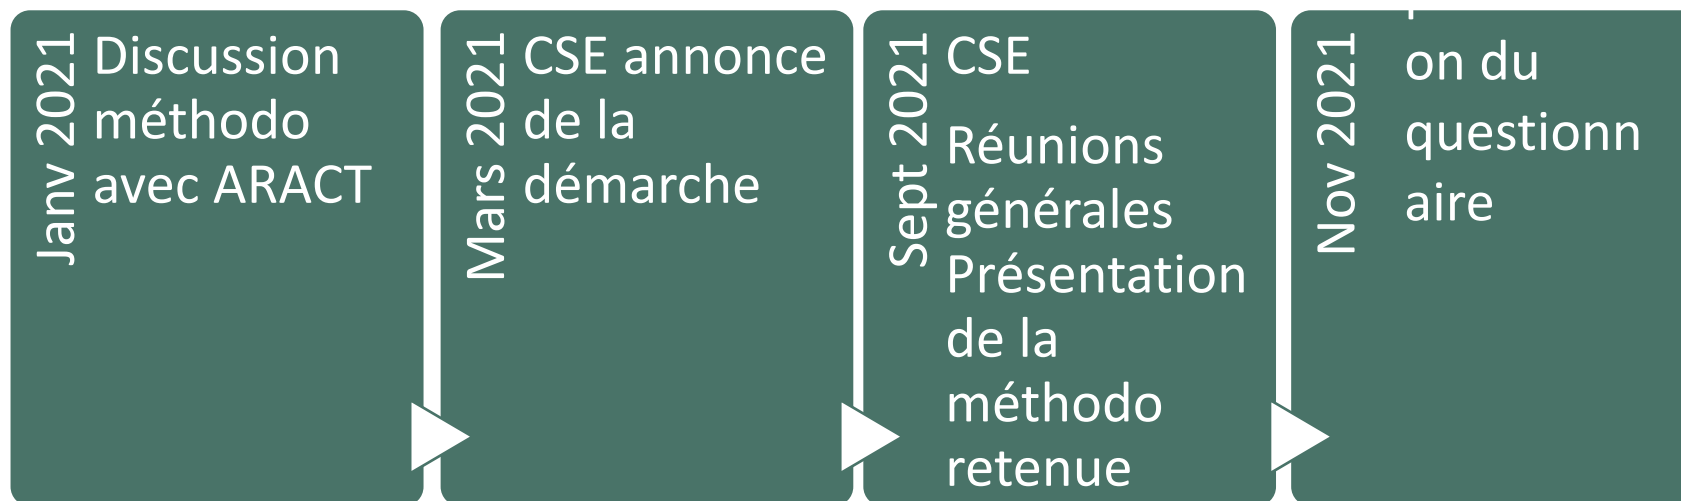 Janv 2021
Discussion
méthodo
avec ARACT
Mars 2021
CSE annonce
de la
démarche
Sept 2021
CSE
Réunions
générales
Présentation
de la
méthodo
retenue
Nov 2021
on du
questionn
aire